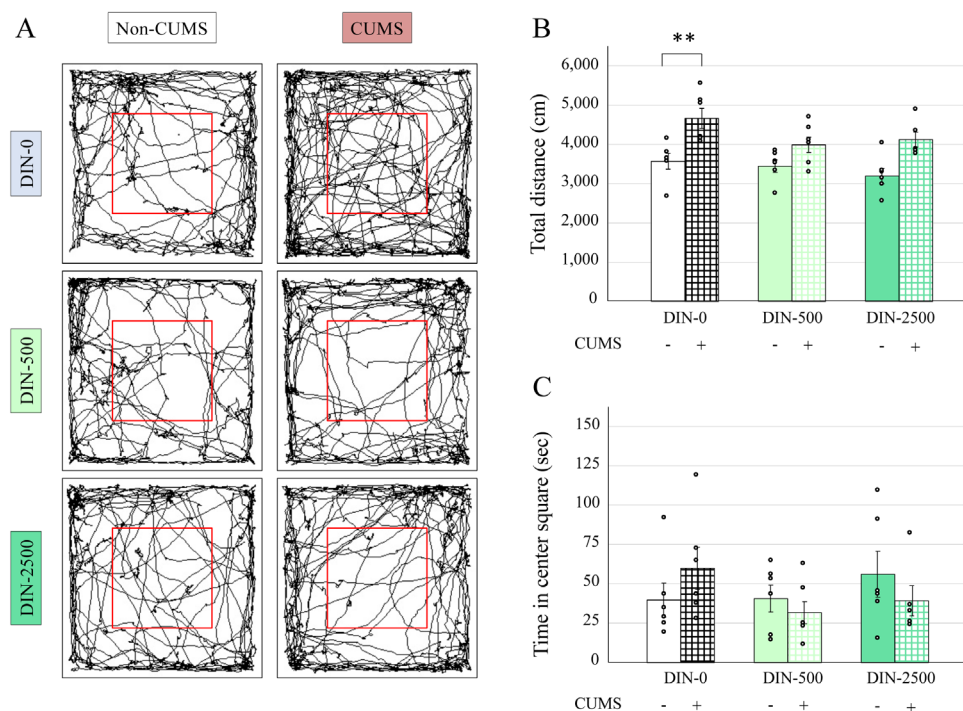 A
Non-CUMS
CUMS
DIN-0
DIN-500
DIN-2500
B
**
Total distance (cm)
6,000
5,000
4,000
3,000
2,000
1,000
0
DIN-0 DIN-500 DIN-2500
CUMS - + - + - +
C
Time in center square (sec)
150
125
100
75
50
25
0
DIN-0 DIN-500 DIN-2500
CUMS - + - + - +